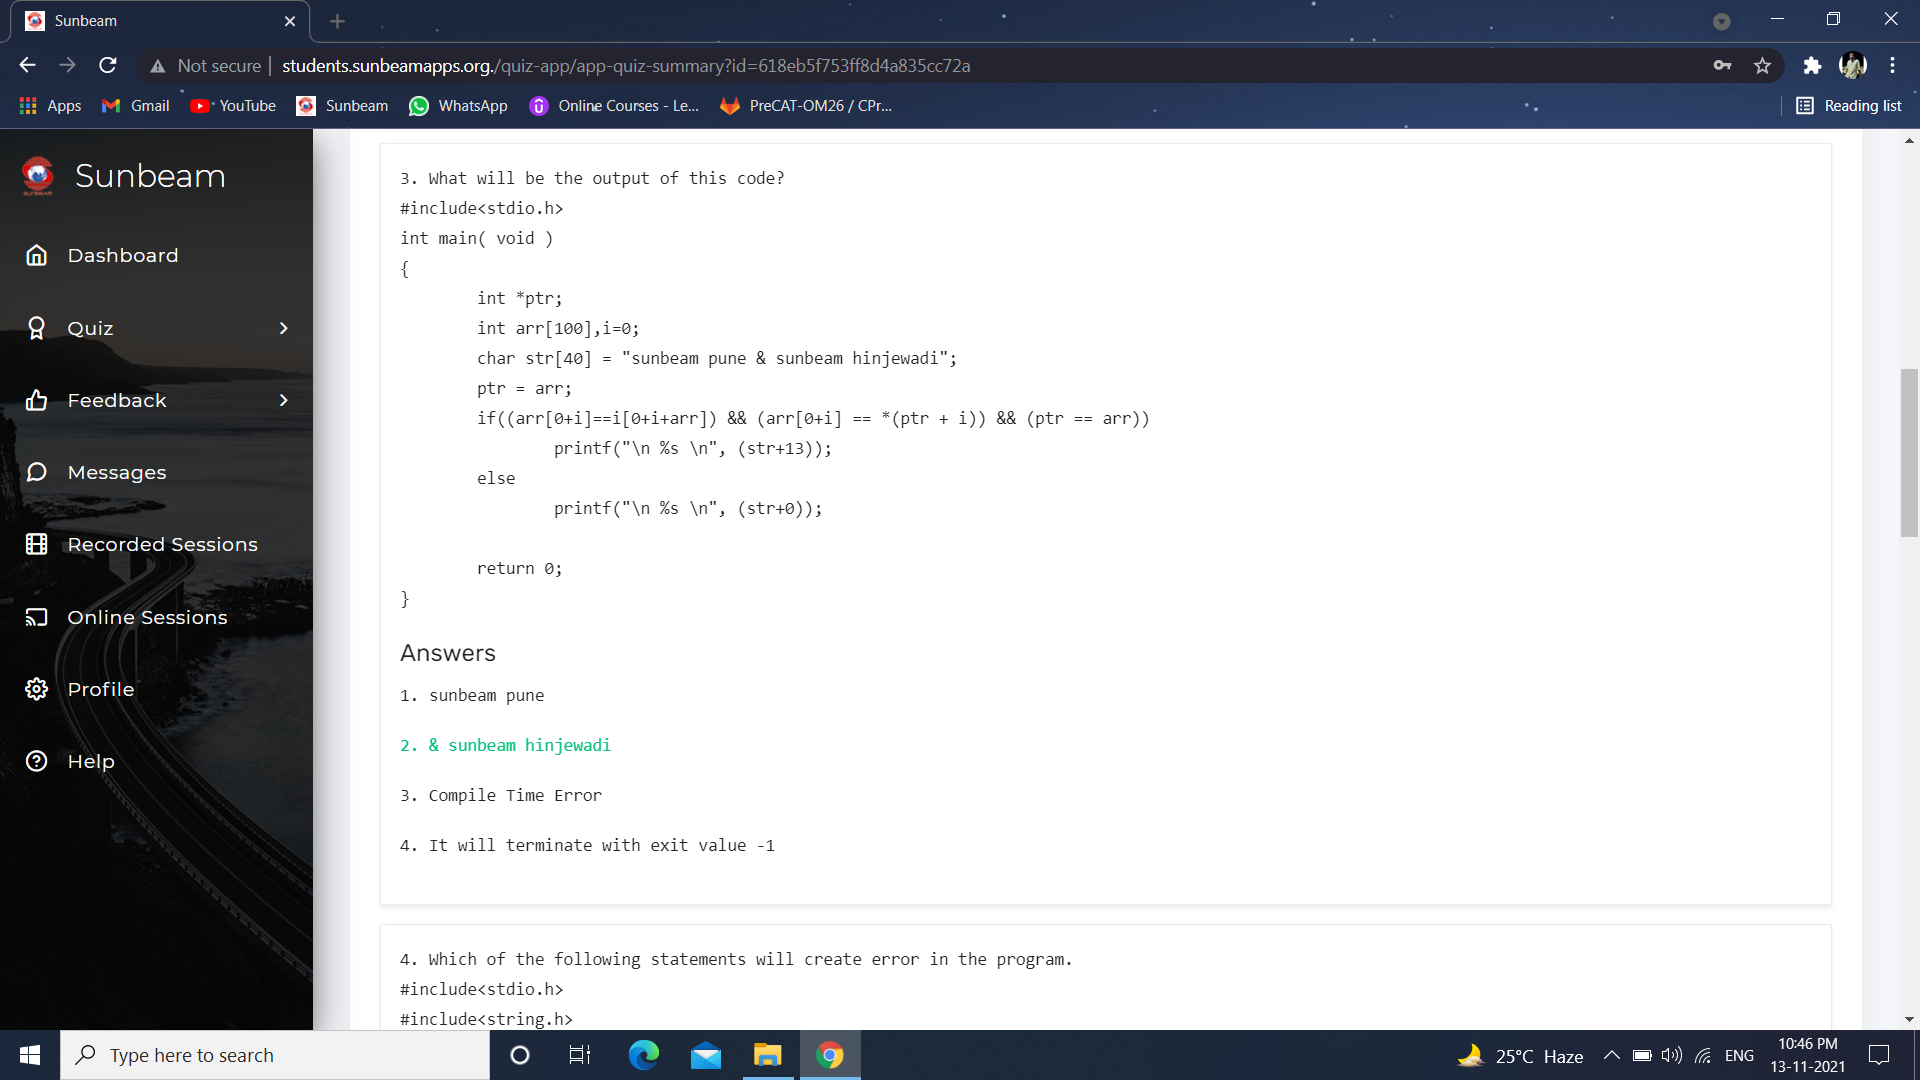 Sunbeam
Not secure
students.sunbeamapps.org./quiz-app/app-quiz-summary?id=618eb5f753ff8d4a835cc72a
Apps Gmail YouTube Sunbeam WhatsApp Online Courses - Le... PreCAT-OM26 / CPr... Reading list
Sunbeam
Dashboard
Quiz
Feedback
Messages
Recorded Sessions
Online Sessions
Profile
Help
3. What will be the output of this code?
#include<stdio.h>
int main( void )
{
int *ptr;
int arr[100],i=0;
char str[40] = "sunbeam pune & sunbeam hinjewadi";
ptr = arr;
if((arr[0+i]==i[0+i+arr]) && (arr[0+i] == *(ptr + i)) && (ptr == arr))
printf("\n %s \n", (str+13));
else
printf("\n %s \n", (str+0));
return 0;
}
Answers
1. sunbeam pune
2. & sunbeam hinjewadi
3. Compile Time Error
4. It will terminate with exit value -1
4. Which of the following statements will create error in the program.
#include<stdio.h>
#include<string.h>
Type here to search
25°C Haze
ENG
10:46 PM
13-11-2021